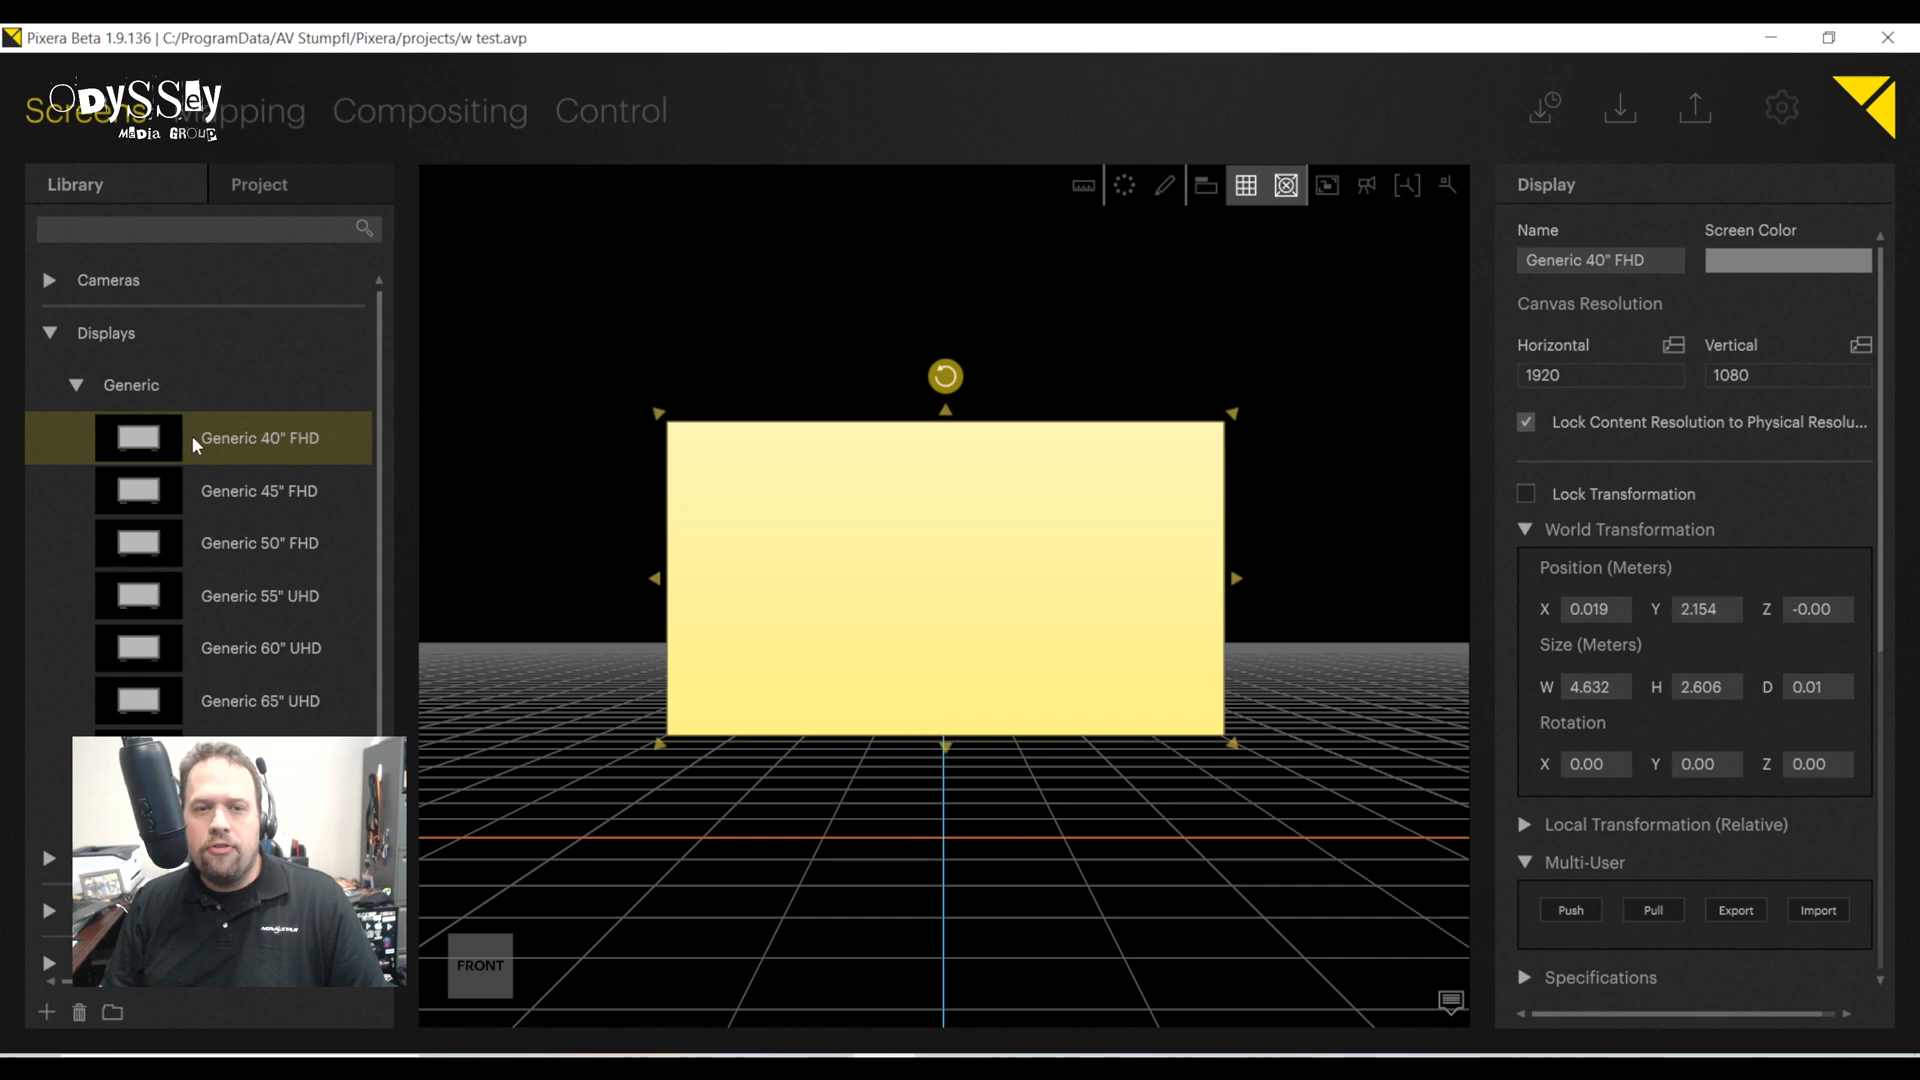 Pixera Beta 1.9.136 | C:/ProgramData/AV Stumpfl/Pixera/projects/w test.avp
Screens Mapping Compositing Control
ODYSSEY
MEDIA GROUP
Library Project
Cameras
Displays
Generic
Generic 40" FHD
Generic 45" FHD
Generic 50" FHD
Generic 55" UHD
Generic 60" UHD
Generic 65" UHD
NOVASTAR
FRONT
Display
Name Screen Color
Generic 40" FHD
Canvas Resolution
Horizontal Vertical
1920 1080
Lock Content Resolution to Physical Resolu...
Lock Transformation
World Transformation
Position (Meters)
X 0.019 Y 2.154 Z -0.00
Size (Meters)
W 4.632 H 2.606 D 0.01
Rotation
X 0.00 Y 0.00 Z 0.00
Local Transformation (Relative)
Multi-User
Push Pull Export Import
Specifications